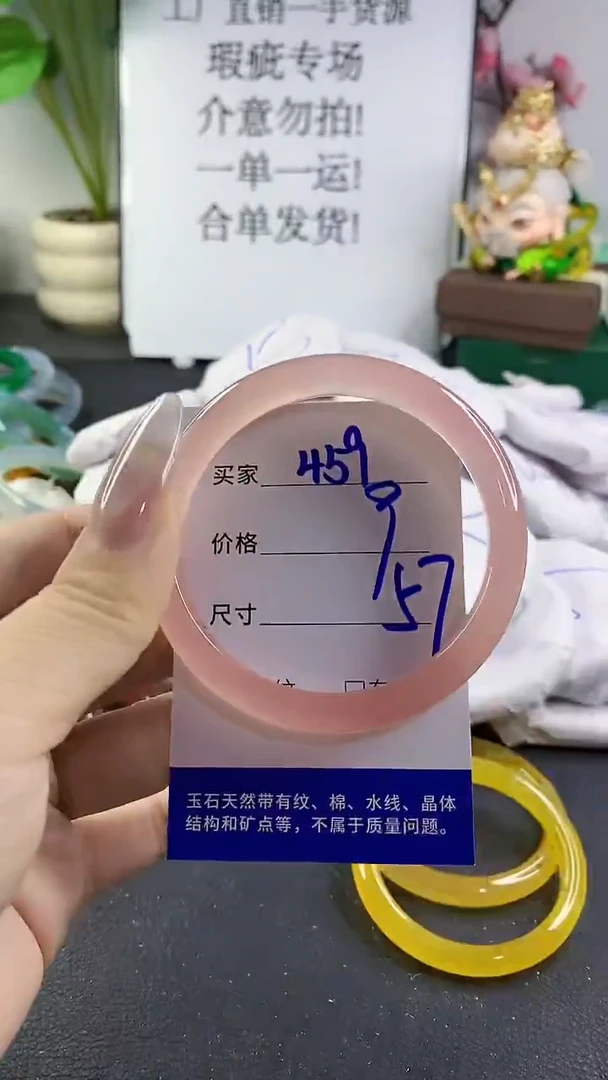 工厂直销一手货源
瑕疵专场
介意勿拍!
一单一运!
合单发货!
买家 459
价格
尺寸 57
玉石天然带有纹、棉、水线、晶体
结构和矿点等，不属于质量问题。